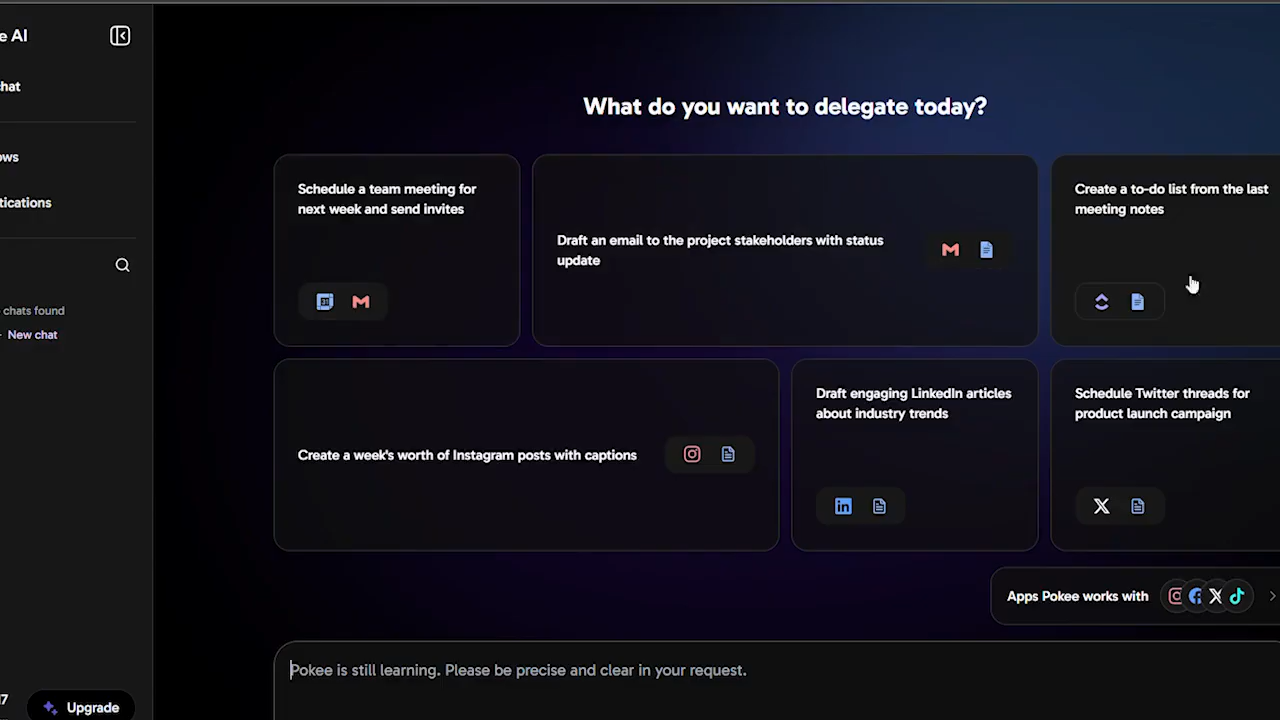 e AI
hat
ows
tications
chats found
New chat
17
Upgrade
What do you want to delegate today?
Schedule a team meeting for
next week and send invites
31
Draft an email to the project stakeholders with status
update
Create a to-do list from the last
meeting notes
Create a week's worth of Instagram posts with captions
Draft engaging LinkedIn articles
about industry trends
in
Schedule Twitter threads for
product launch campaign
Apps Pokee works with
Pokee is still learning. Please be precise and clear in your request.